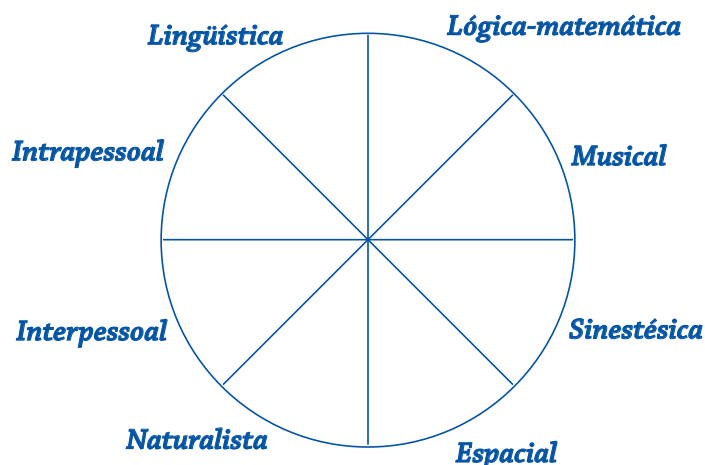 Lingüística
Lógica-matemática
Intrapessoal
Musical
Interpessoal
Sinestésica
Naturalista
Espacial